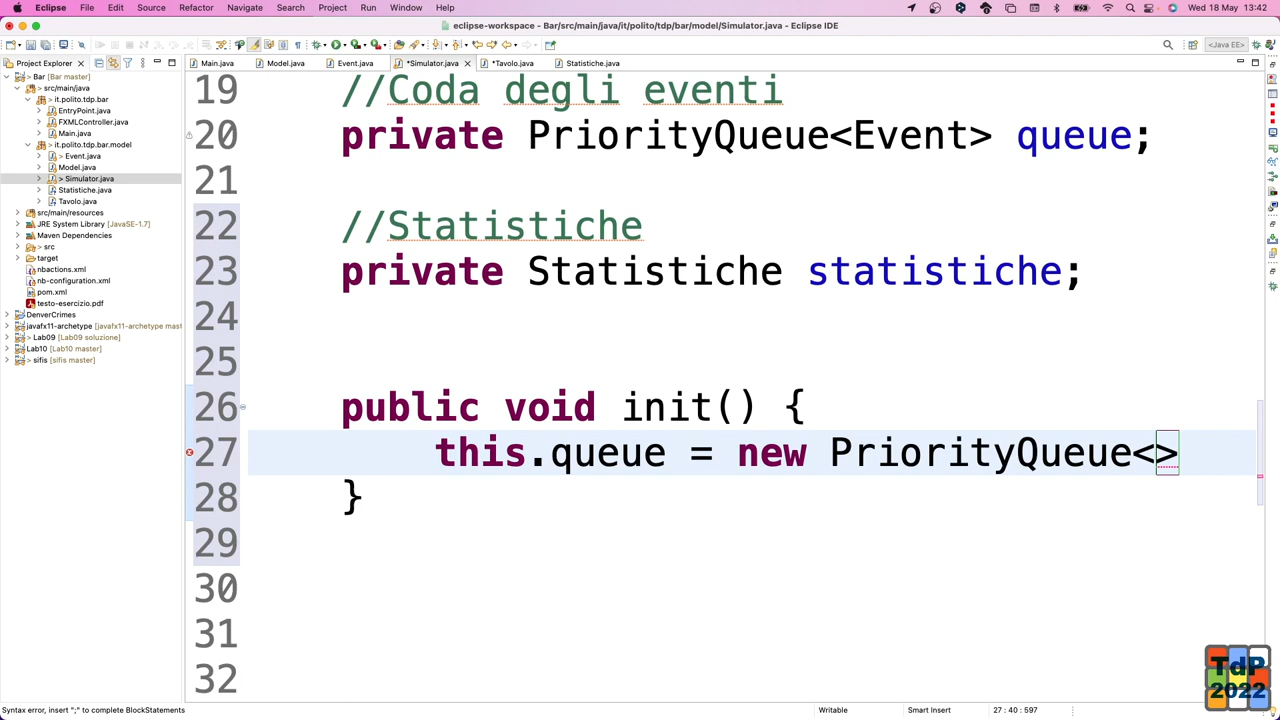 Eclipse File Edit Source Refactor Navigate Search Project Run Window Help Wed 18 May 13:42
eclipse-workspace - Bar/src/main/java/it/polito/tdp/bar/model/Simulator.java - Eclipse IDE
<Java EE>
Project Explorer
Main.java Model.java Event.java *Simulator.java *Tavolo.java Statistiche.java
> Bar [Bar master]
> src/main/java
it.polito.tdp.bar
EntryPoint.java
FXMLController.java
Main.java
> it.polito.tdp.bar.model
> Event.java
Model.java
> Simulator.java
Statistiche.java
Tavolo.java
src/main/resources
JRE System Library [JavaSE-1.7]
Maven Dependencies
> src
target
nbactions.xml
nb-configuration.xml
pom.xml
testo-esercizio.pdf
DenverCrimes
javafx11-archetype [javafx11-archetype mast
> Lab09 [Lab09 soluzione]
Lab10 [Lab10 master]
> sifis [sifis master]
19 //Coda degli eventi
20 private PriorityQueue<Event> queue;
21
22 //Statistiche
23 private Statistiche statistiche;
24
25
26 public void init() {
27 this.queue = new PriorityQueue<>
28 }
29
30
31
32
TdP
2022
Syntax error, insert ";" to complete BlockStatements Writable Smart Insert 27 : 40 : 597